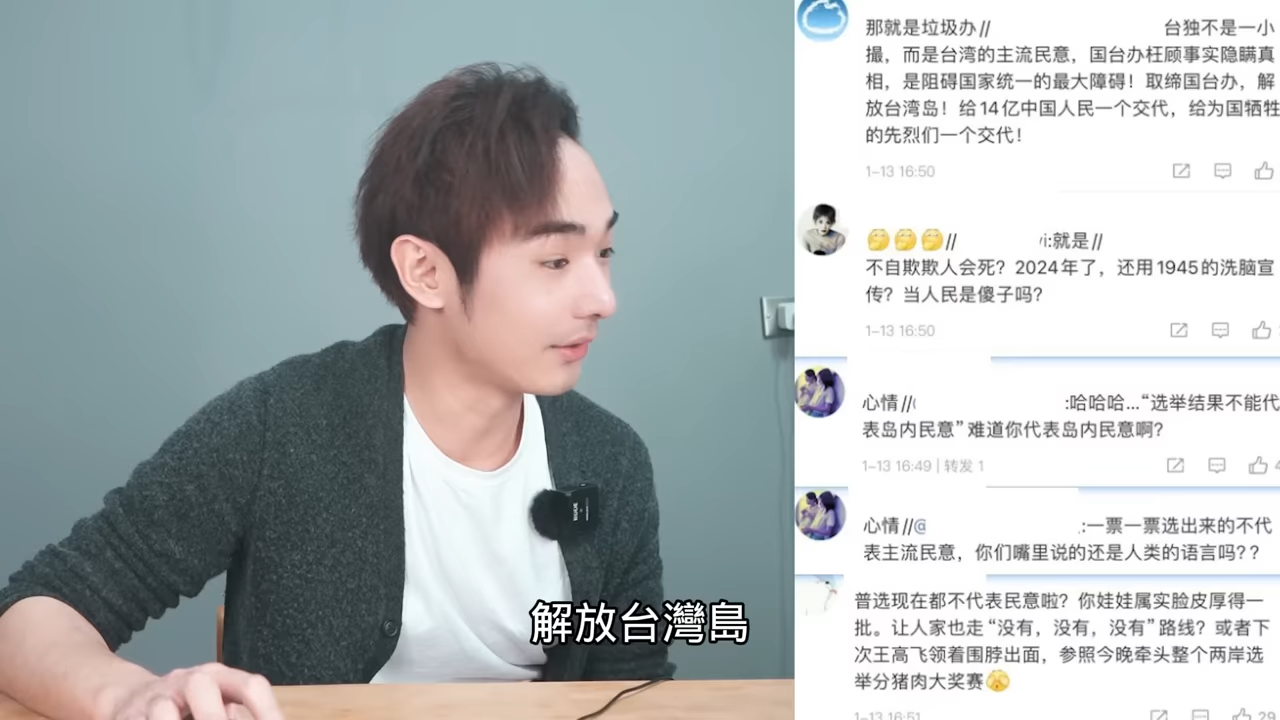 那就是垃圾办// 台独不是一小
撮，而是台湾的主流民意，国台办枉顾事实隐瞒真
相，是阻碍国家统一的最大障碍！取缔国台办，解
放台湾岛！给14亿中国人民一个交代，给为国牺牲
的先烈们一个交代！
1-13 16:50
// vi:就是//
不自欺欺人会死？2024年了，还用1945的洗脑宣
传？当人民是傻子吗？
1-13 16:50
心情// :哈哈哈...“选举结果不能代
表岛内民意”难道你代表岛内民意啊？
1-13 16:49 | 转发 1
心情//@ :一票一票选出来的不代
表主流民意，你们嘴里说的还是人类的语言吗？？
普选现在都不代表民意啦？你娃娃属实脸皮厚得一
批。让人家也走“没有，没有，没有”路线？或者下
次王高飞领着围脖出面，参照今晚牵头整个两岸选
举分猪肉大奖赛
1-13 16:51
29
解放台灣島